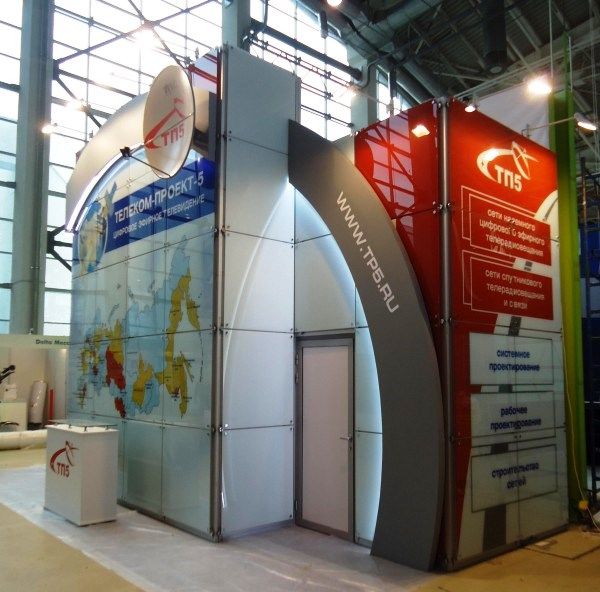 ТП5
ТЕЛЕКОМ-ПРОЕКТ-5
ЦИФРОВОЕ ЭФИРНОЕ ТЕЛЕВИДЕНИЕ
WWW.TP5.RU
ТП5
сети наземного
цифрового эфирного
телерадиовещания
сети спутникового
телерадиовещания
и связи
системное
проектирование
рабочее
проектирование
строительство
сетей
ТП5